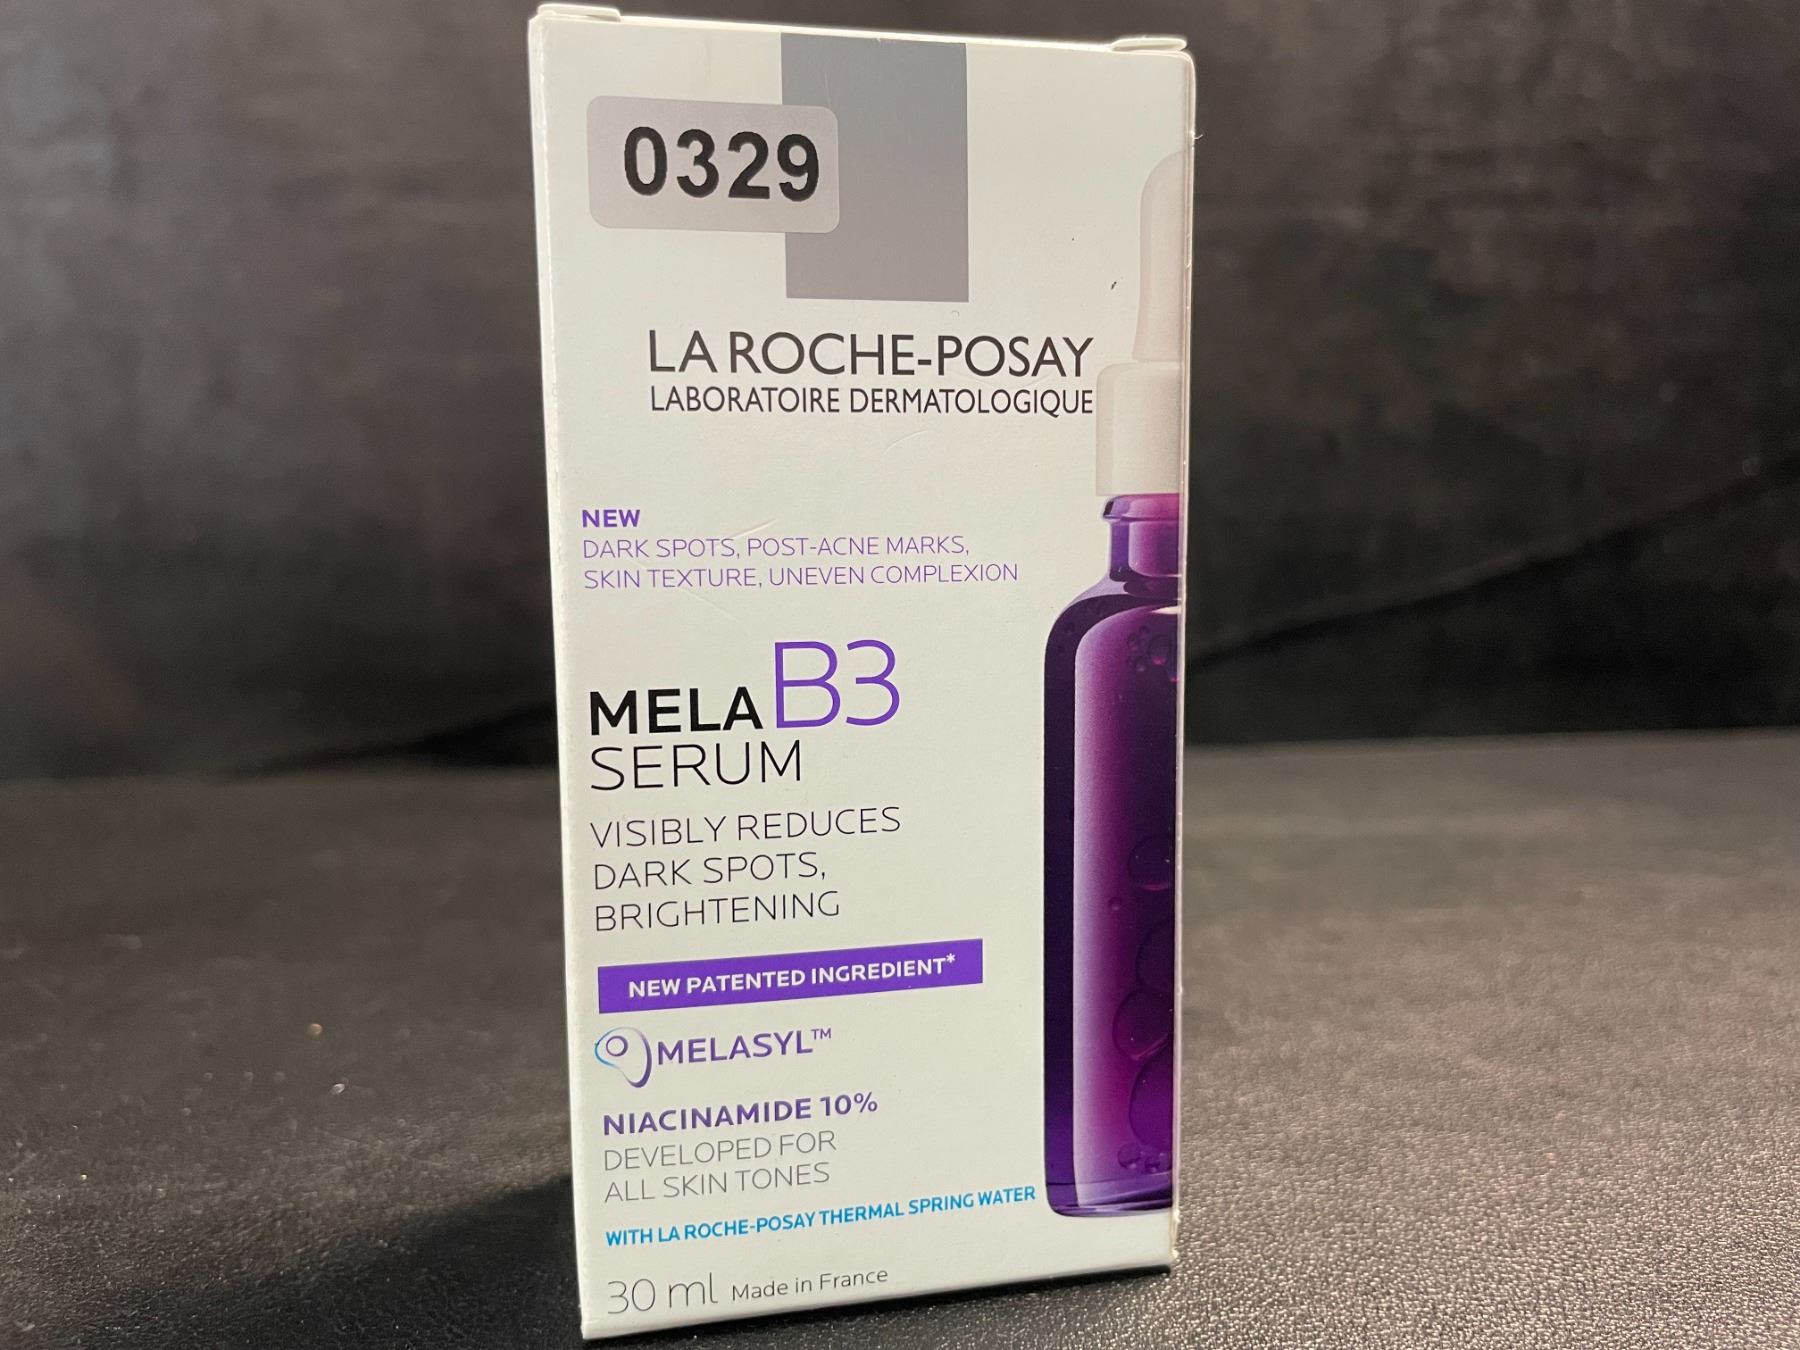 0329
LA ROCHE-POSAY
LABORATOIRE DERMATOLOGIQUE
NEW
DARK SPOTS, POST-ACNE MARKS,
SKIN TEXTURE, UNEVEN COMPLEXION
MELA B3
SERUM
VISIBLY REDUCES
DARK SPOTS,
BRIGHTENING
NEW PATENTED INGREDIENT*
MELASYL™
NIACINAMIDE 10%
DEVELOPED FOR
ALL SKIN TONES
WITH LA ROCHE-POSAY THERMAL SPRING WATER
30 ml Made in France